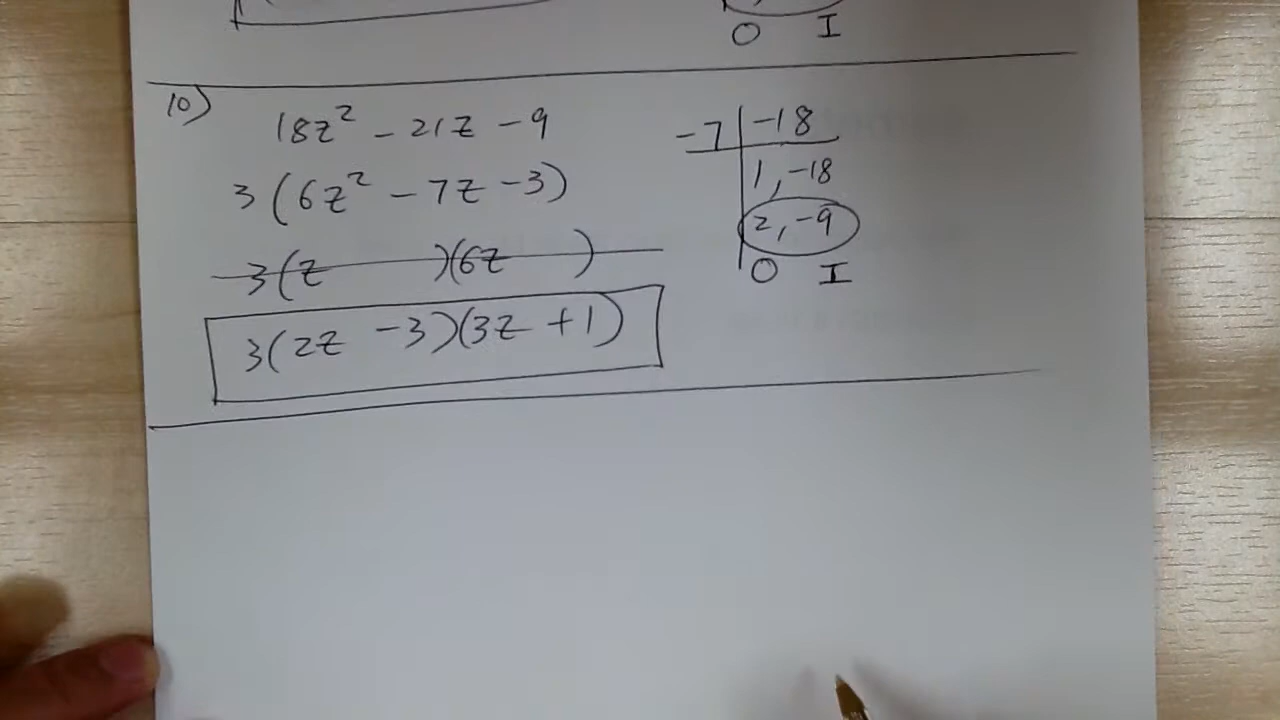 O I
10)
18z² - 21z - 9
3(6z² - 7z - 3)
3(z )(6z )
3(2z - 3)(3z + 1)
-7 | -18
1, -18
2, -9
O I